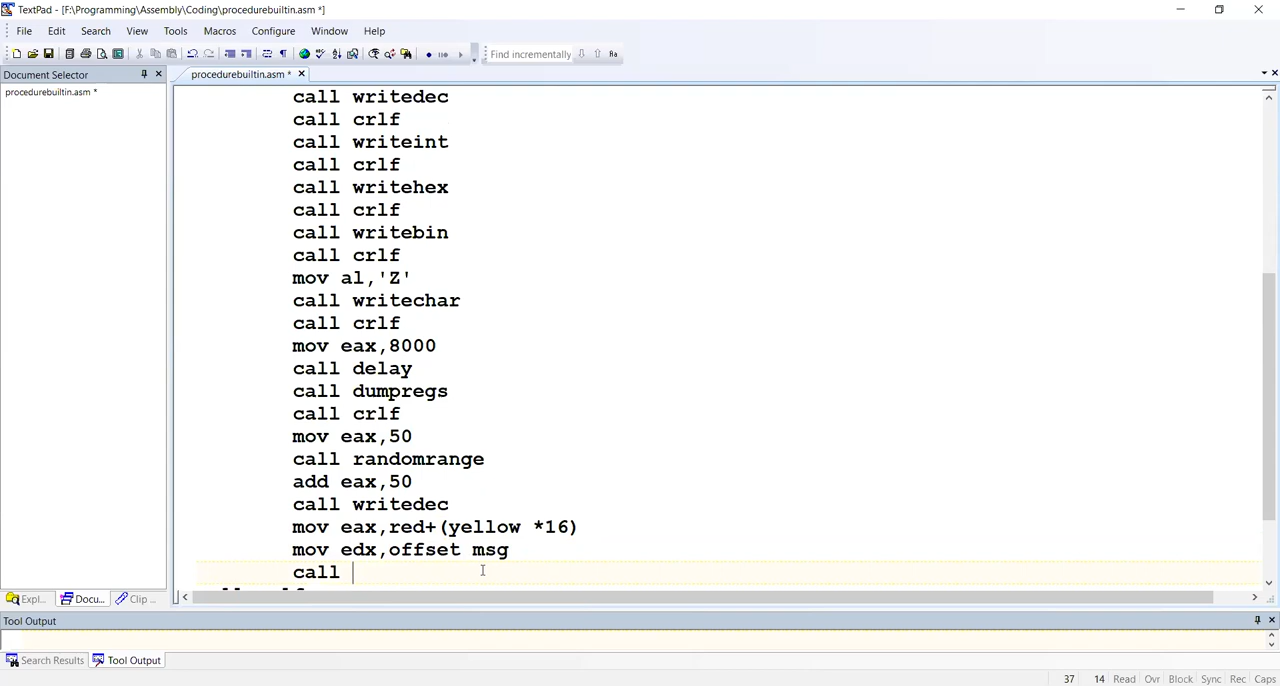 TextPad - [F:\Programming\Assembly\Coding\procedurebuiltin.asm *]
File Edit Search View Tools Macros Configure Window Help
Find incrementally
Document Selector
procedurebuiltin.asm *
procedurebuiltin.asm *
call writedec
call crlf
call writeint
call crlf
call writehex
call crlf
call writebin
call crlf
mov al,'Z'
call writechar
call crlf
mov eax,8000
call delay
call dumpregs
call crlf
mov eax,50
call randomrange
add eax,50
call writedec
mov eax,red+(yellow *16)
mov edx,offset msg
call
Expl... Docu... Clip ...
Tool Output
Search Results Tool Output
37 14 Read Ovr Block Sync Rec Caps